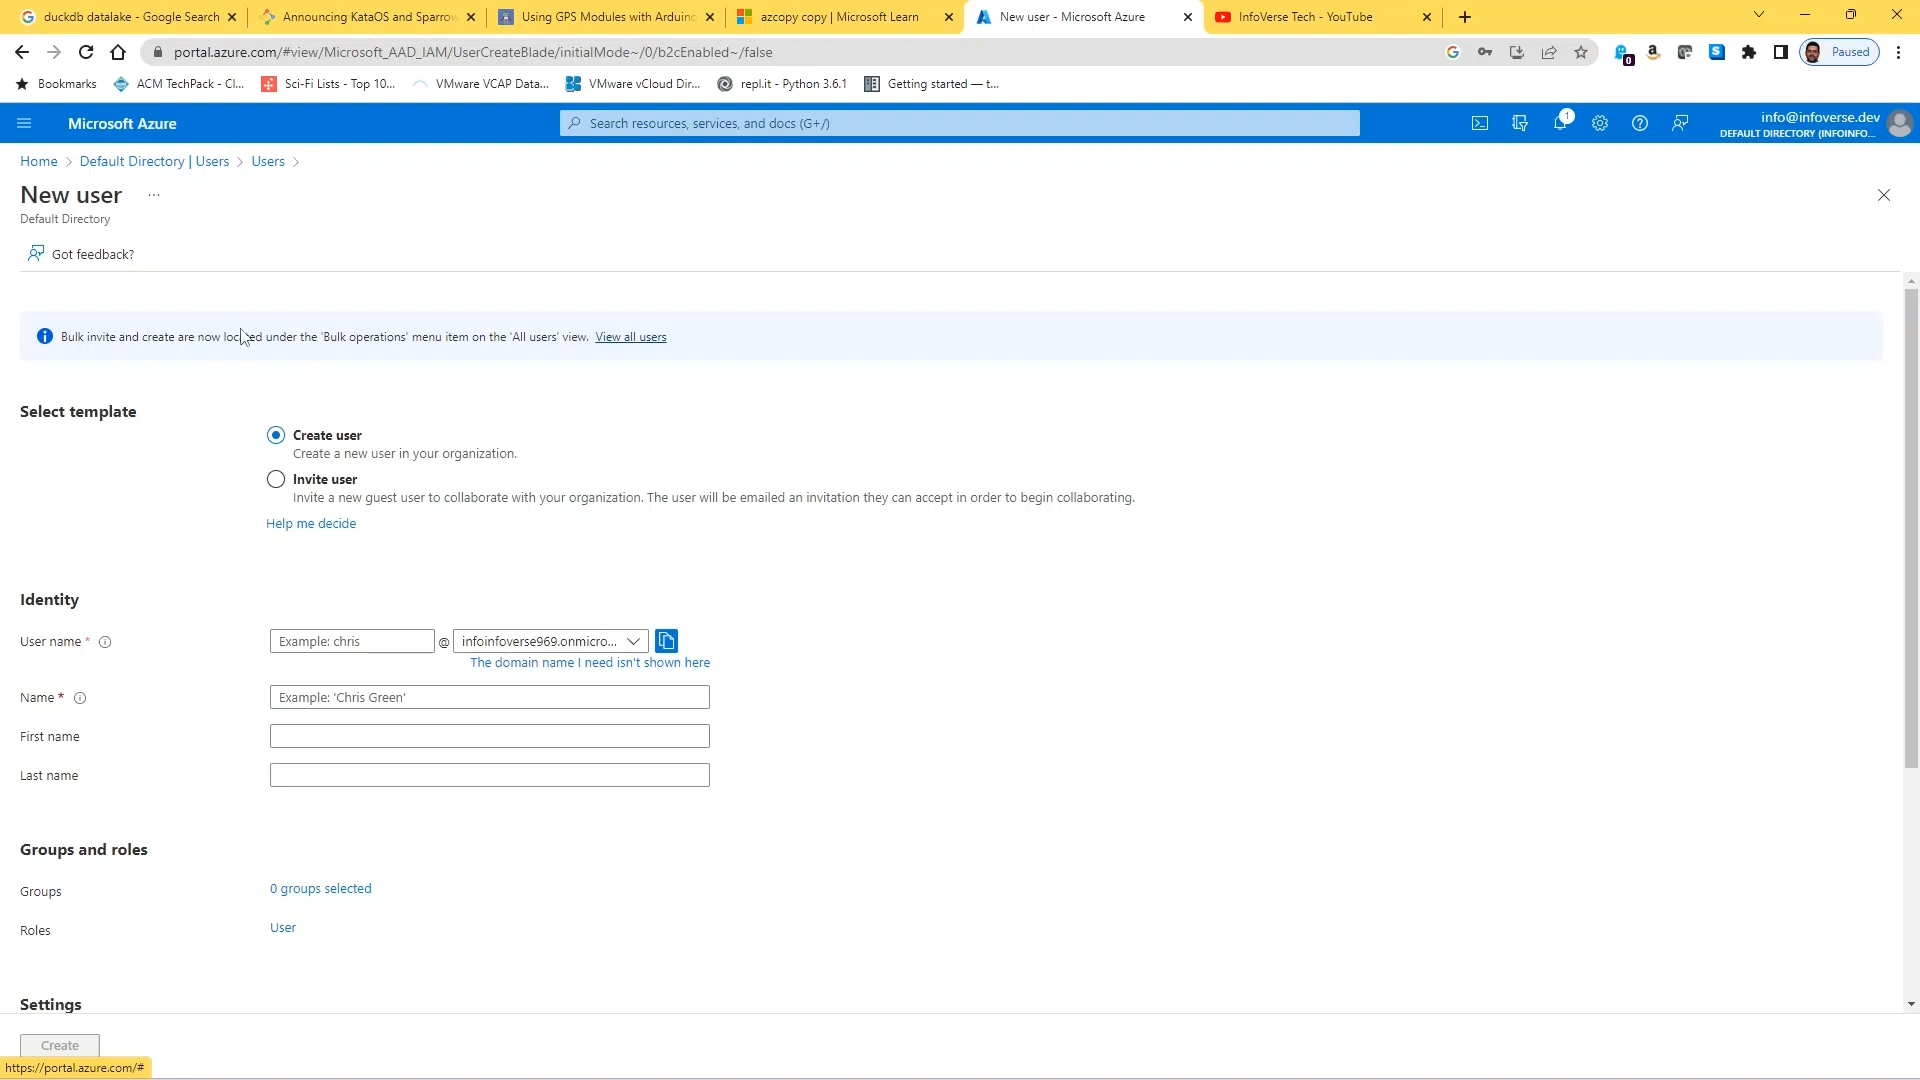 duckdb datalake - Google Search
Announcing KataOS and Sparrow
Using GPS Modules with Arduino
azcopy copy | Microsoft Learn
New user - Microsoft Azure
InfoVerse Tech - YouTube
portal.azure.com/#view/Microsoft_AAD_IAM/UserCreateBlade/initialMode~/0/b2cEnabled~/false
0
Paused
Bookmarks
ACM TechPack - Cl...
Sci-Fi Lists - Top 10...
VMware VCAP Data...
VMware vCloud Dir...
repl.it - Python 3.6.1
Getting started — t...
Microsoft Azure
Search resources, services, and docs (G+/)
1
info@infoverse.dev
DEFAULT DIRECTORY (INFOINFO...
Home > Default Directory | Users > Users >
New user ...
Default Directory
Got feedback?
Bulk invite and create are now located under the 'Bulk operations' menu item on the 'All users' view. View all users
Select template
Create user
Create a new user in your organization.
Invite user
Invite a new guest user to collaborate with your organization. The user will be emailed an invitation they can accept in order to begin collaborating.
Help me decide
Identity
User name * Example: chris @ infoinfoverse969.onmicro...
The domain name I need isn't shown here
Name * Example: 'Chris Green'
First name
Last name
Groups and roles
Groups 0 groups selected
Roles User
Settings
Create
https://portal.azure.com/#